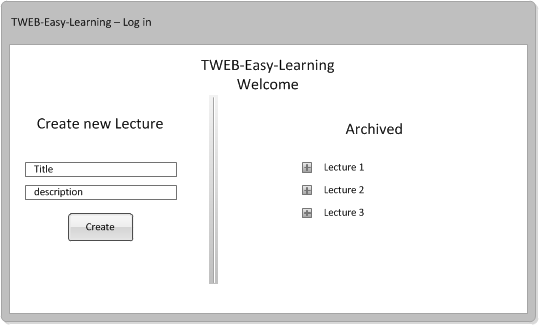 TWEB-Easy-Learning – Log in
TWEB-Easy-Learning
Welcome
Create new Lecture
Title
description
Create
Archived
Lecture 1
Lecture 2
Lecture 3